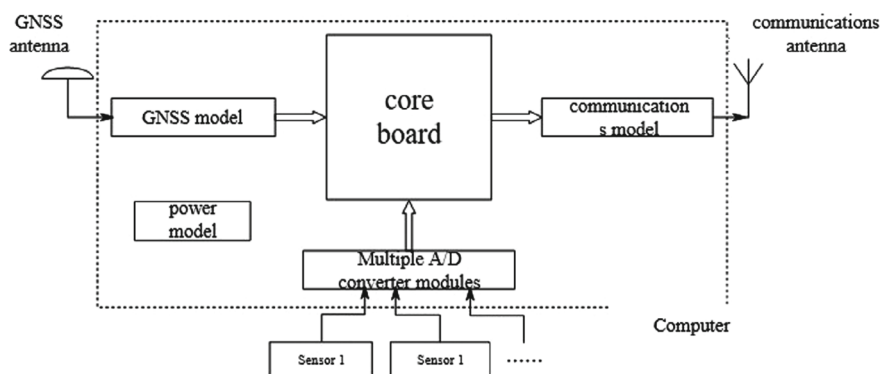 GNSS
antenna
communications
antenna
core
board
GNSS model
communication
s model
power
model
Multiple A/D
converter modules
Computer
Sensor 1
Sensor 1
......